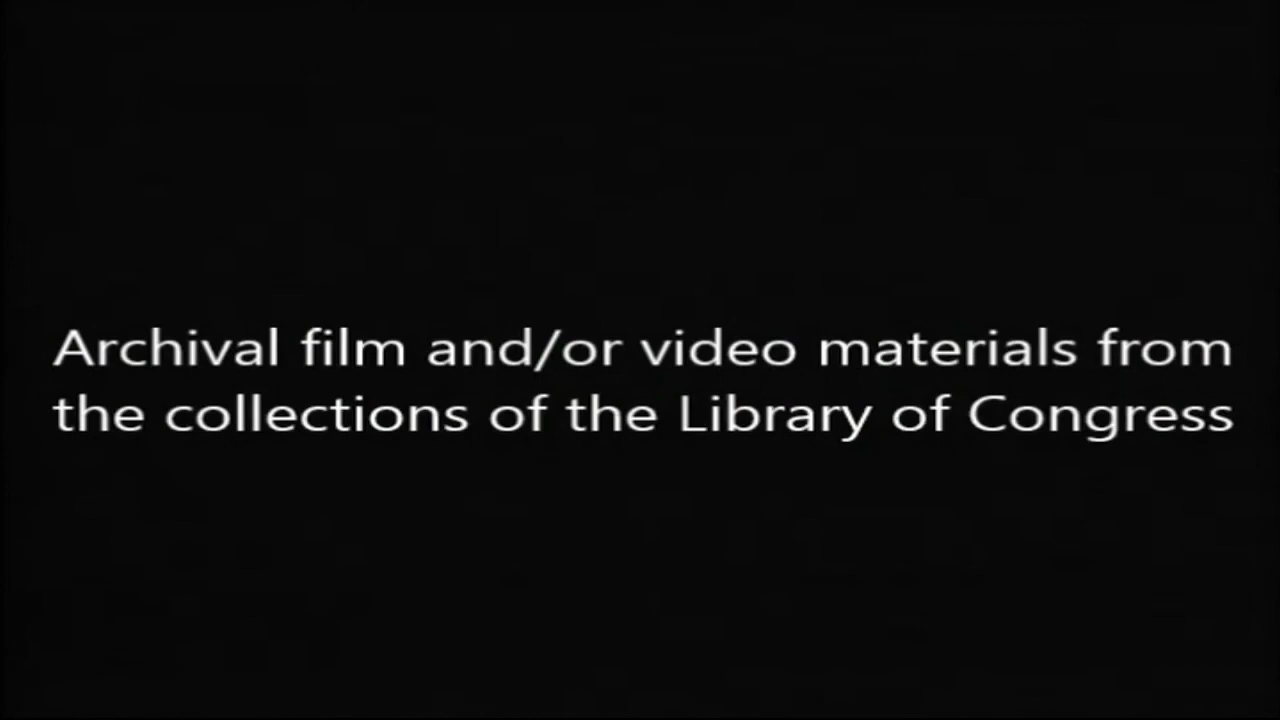 Archival film and/or video materials from
the collections of the Library of Congress